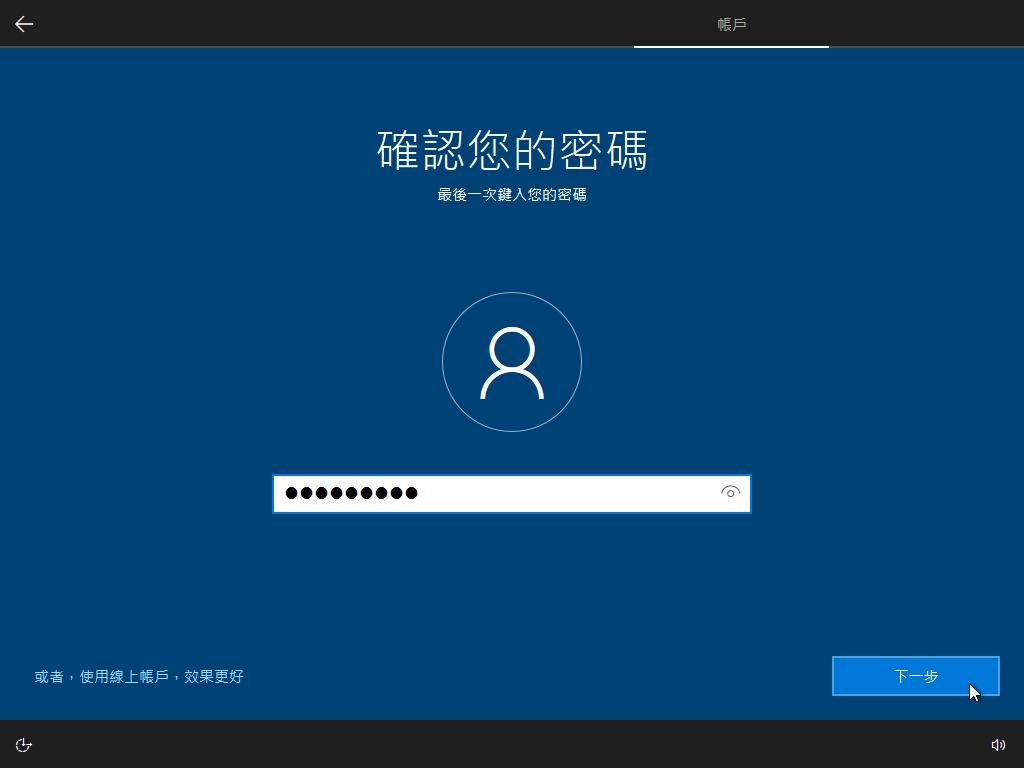 帳戶
確認您的密碼
最後一次鍵入您的密碼
或者，使用線上帳戶，效果更好
下一步